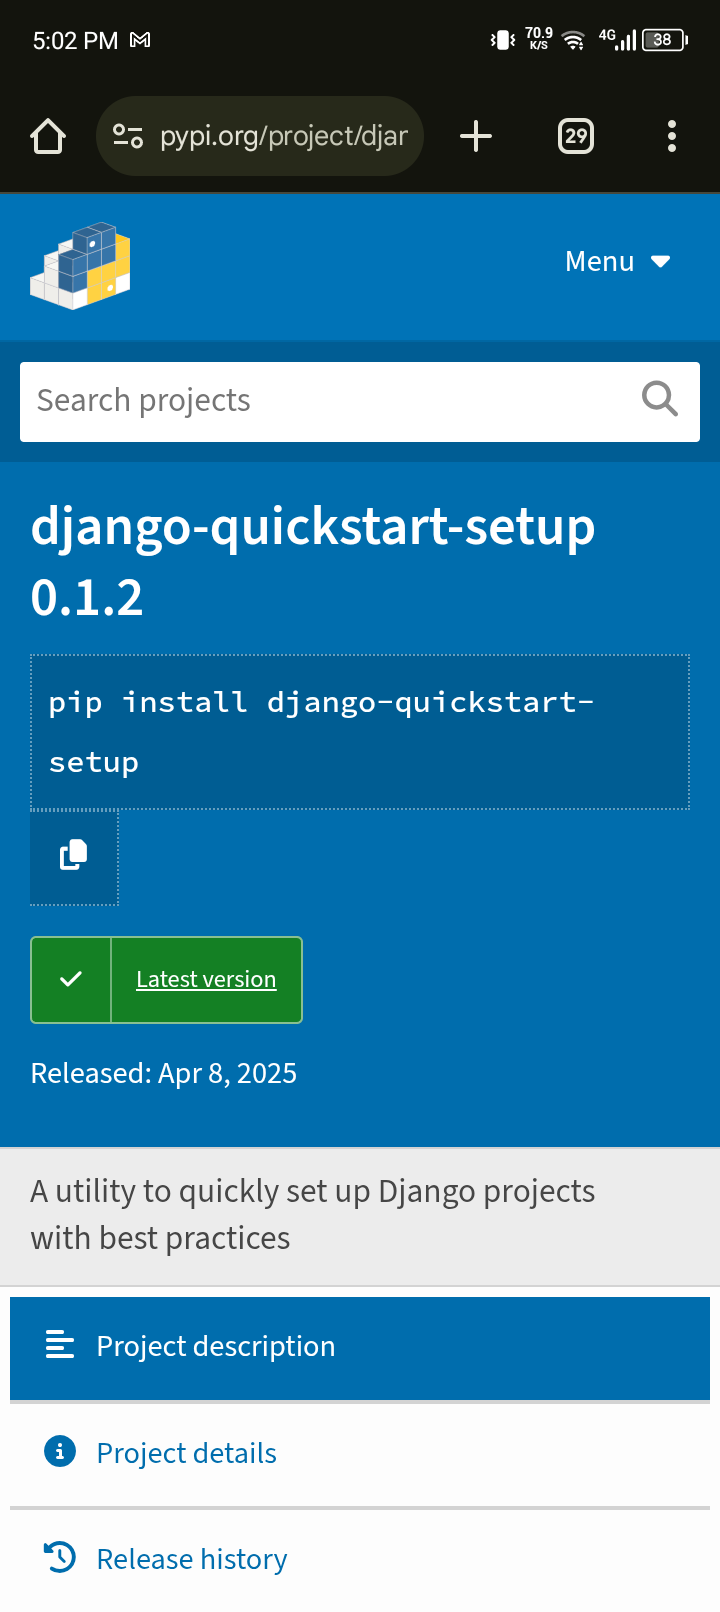 5:02 PM
70.9
K/S
4G
38
pypi.org/project/djar
29
Menu
Search projects
django-quickstart-setup
0.1.2
pip install django-quickstart-
setup
Latest version
Released: Apr 8, 2025
A utility to quickly set up Django projects
with best practices
Project description
Project details
Release history